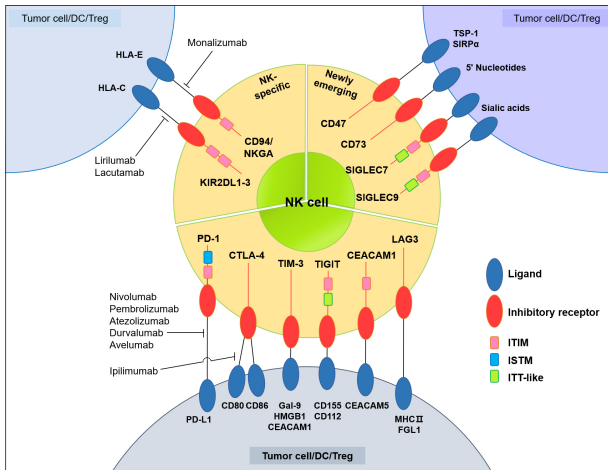 Tumor cell/DC/Treg
Tumor cell/DC/Treg
TSP-1
SIRPα
Monalizumab
HLA-E
HLA-C
NK-
specific
Newly
emerging
5' Nucleotides
Sialic acids
CD47
CD73
CD94/
NKGA
Lirilumab
Lacutamab
KIR2DL1-3
SIGLEC7
SIGLEC9
NK cell
PD-1
CTLA-4
TIM-3
TIGIT
CEACAM1
LAG3
Ligand
Inhibitory receptor
ITIM
ISTM
ITT-like
Nivolumab
Pembrolizumab
Atezolizumab
Durvalumab
Avelumab
Ipilimumab
PD-L1
CD80
CD86
Gal-9
HMGB1
CEACAM1
CD155
CD112
CEACAM5
MHCⅡ
FGL1
Tumor cell/DC/Treg